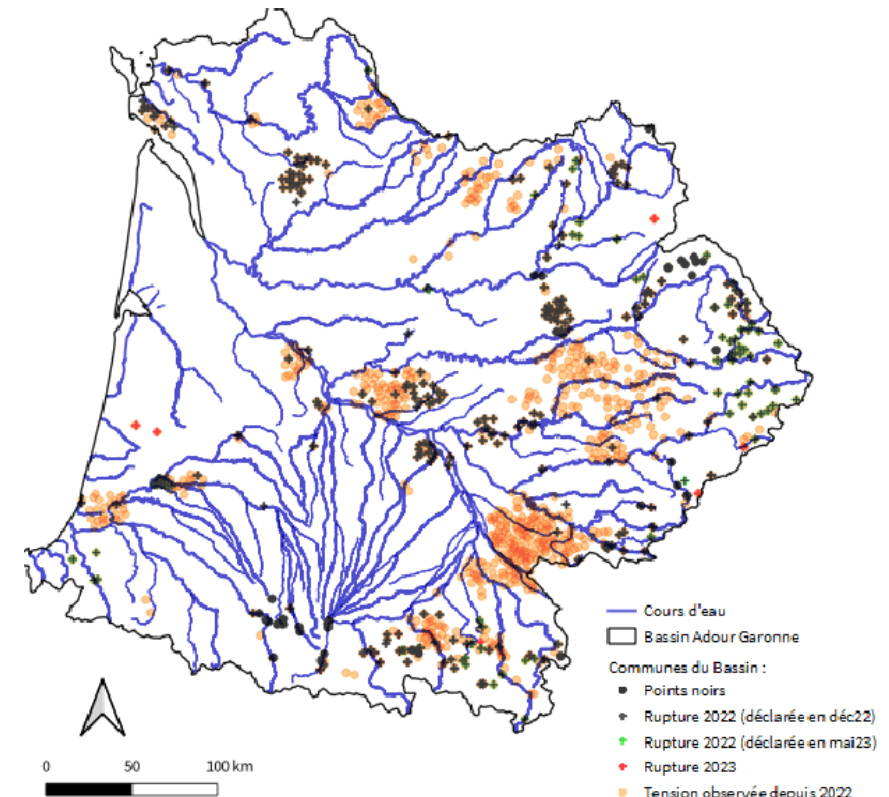 Cours d'eau
Bassin Adour Garonne
Communes du Bassin :
Points noirs
Rupture 2022 (déclarée en déc22)
Rupture 2022 (déclarée en mai23)
Rupture 2023
Tension observée depuis 2022
0 50 100 km